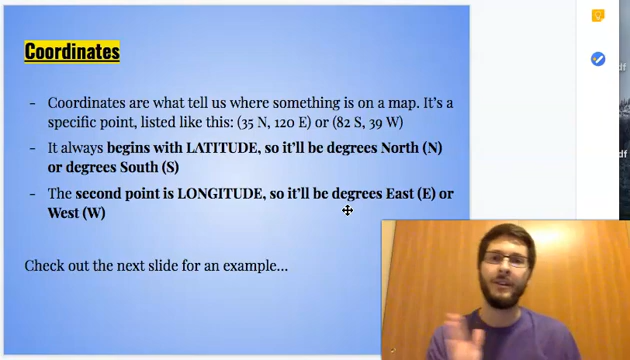 Coordinates
- Coordinates are what tell us where something is on a map. It's a
specific point, listed like this: (35 N, 120 E) or (82 S, 39 W)
- It always begins with LATITUDE, so it'll be degrees North (N)
or degrees South (S)
- The second point is LONGITUDE, so it'll be degrees East (E) or
West (W)
Check out the next slide for an example...
df
df